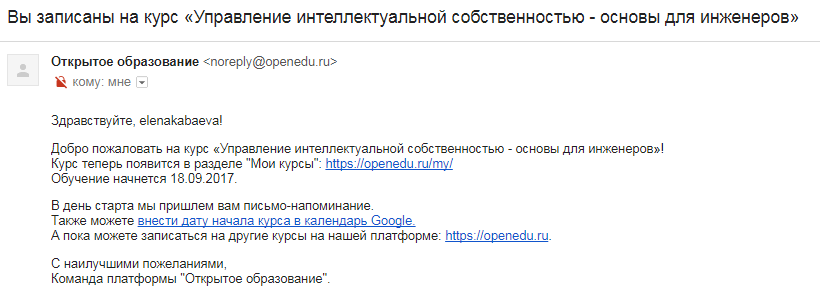 Вы записаны на курс «Управление интеллектуальной собственностью - основы для инженеров»
Открытое образование <noreply@openedu.ru>
кому: мне
Здравствуйте, elenakabaeva!
Добро пожаловать на курс «Управление интеллектуальной собственностью - основы для инженеров»!
Курс теперь появится в разделе "Мои курсы": https://openedu.ru/my/
Обучение начнется 18.09.2017.
В день старта мы пришлем вам письмо-напоминание.
Также можете внести дату начала курса в календарь Google.
А пока можете записаться на другие курсы на нашей платформе: https://openedu.ru.
С наилучшими пожеланиями,
Команда платформы "Открытое образование".